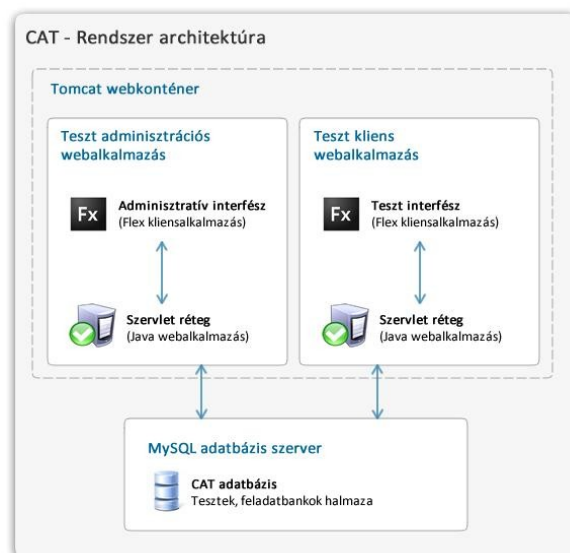 CAT - Rendszer architektúra
Tomcat webkonténer
Teszt adminisztrációs
webalkalmazás
Fx
Adminisztratív interfész
(Flex kliensalkalmazás)
Szervlet réteg
(Java webalkalmazás)
Teszt kliens
webalkalmazás
Fx
Teszt interfész
(Flex kliensalkalmazás)
Szervlet réteg
(Java webalkalmazás)
MySQL adatbázis szerver
CAT adatbázis
Tesztek, feladatbankok halmaza